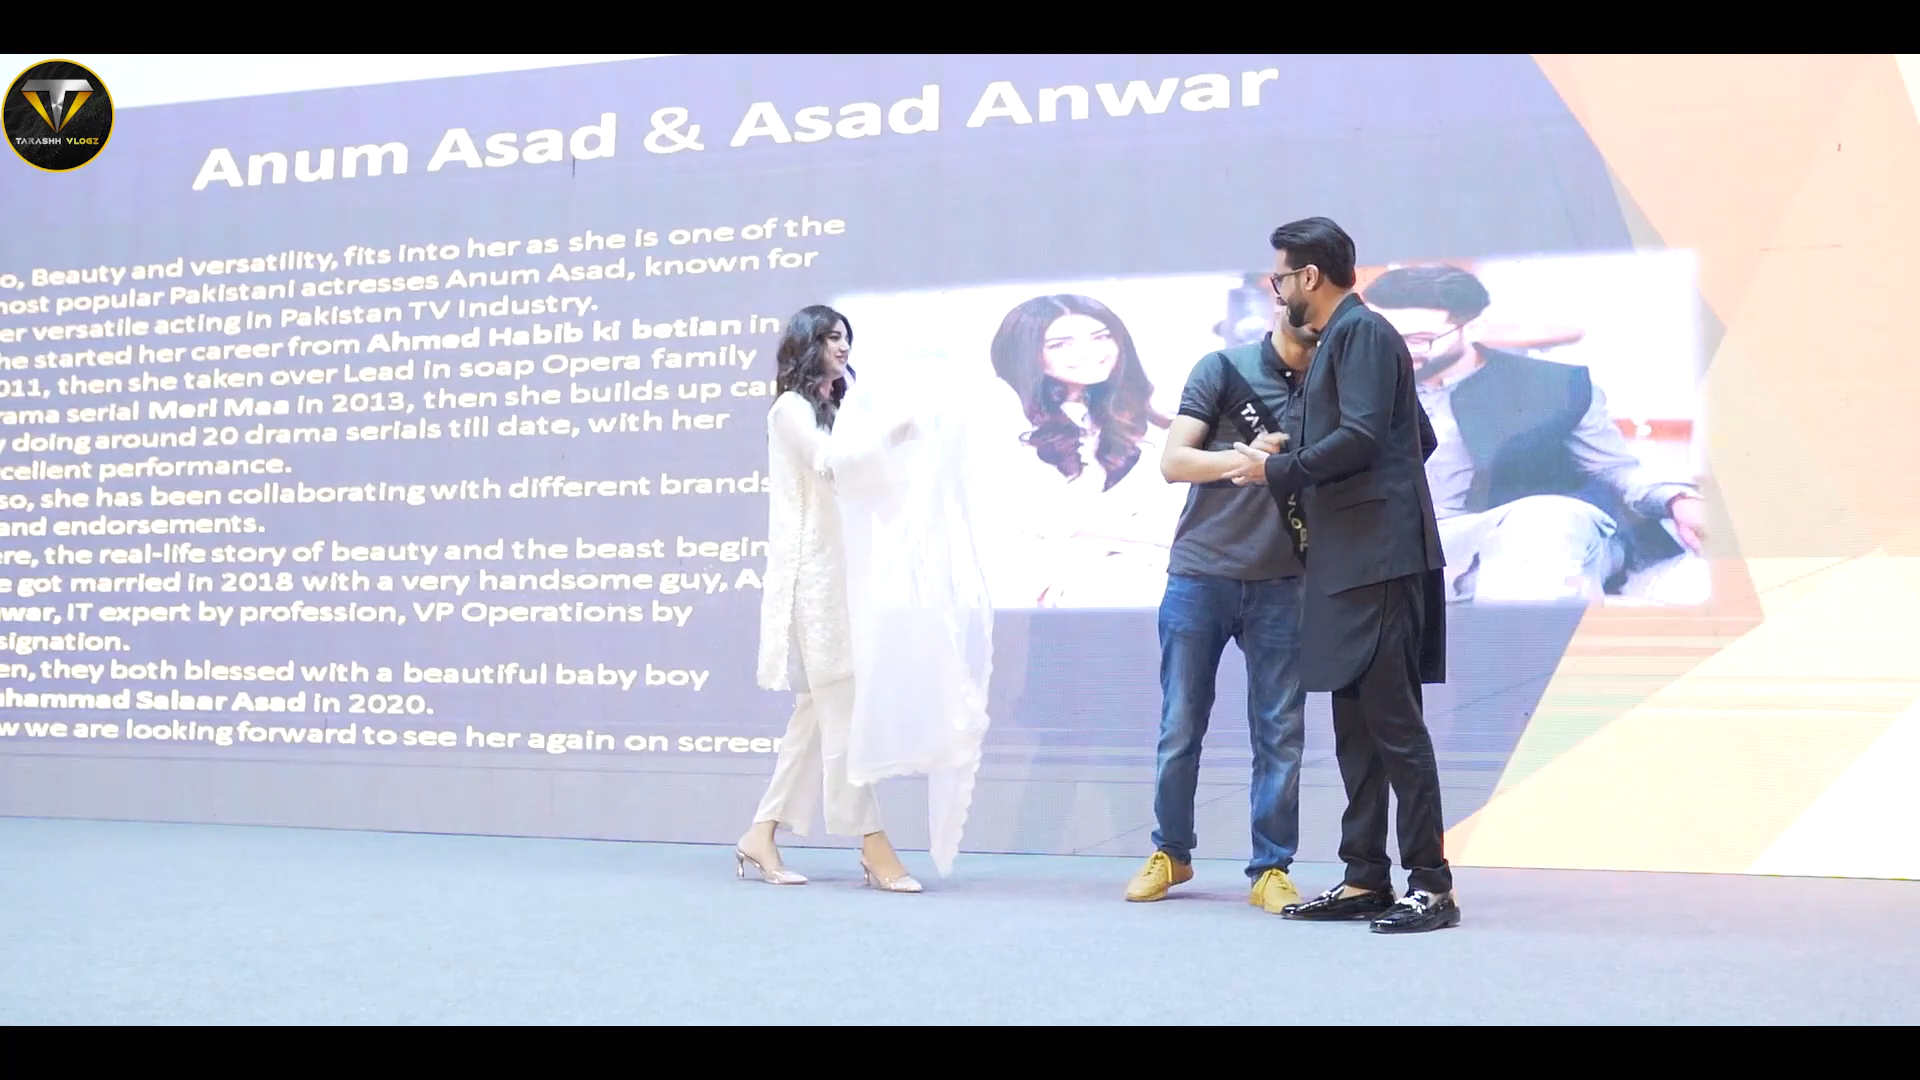 TARASHH VLOGZ
Anum Asad & Asad Anwar
o, Beauty and versatility, fits into her as she is one of the
most popular Pakistani actresses Anum Asad, known for
er versatile acting in Pakistan TV Industry.
he started her career from Ahmed Habib ki betian in
011, then she taken over Lead in soap Opera family
rama serial Meri Maa in 2013, then she builds up car
y doing around 20 drama serials till date, with her
cellent performance.
so, she has been collaborating with different brands
and endorsements.
ere, the real-life story of beauty and the beast begin
e got married in 2018 with a very handsome guy, As
nwar, IT expert by profession, VP Operations by
signation.
en, they both blessed with a beautiful baby boy
uhammad Salaar Asad in 2020.
w we are looking forward to see her again on screen